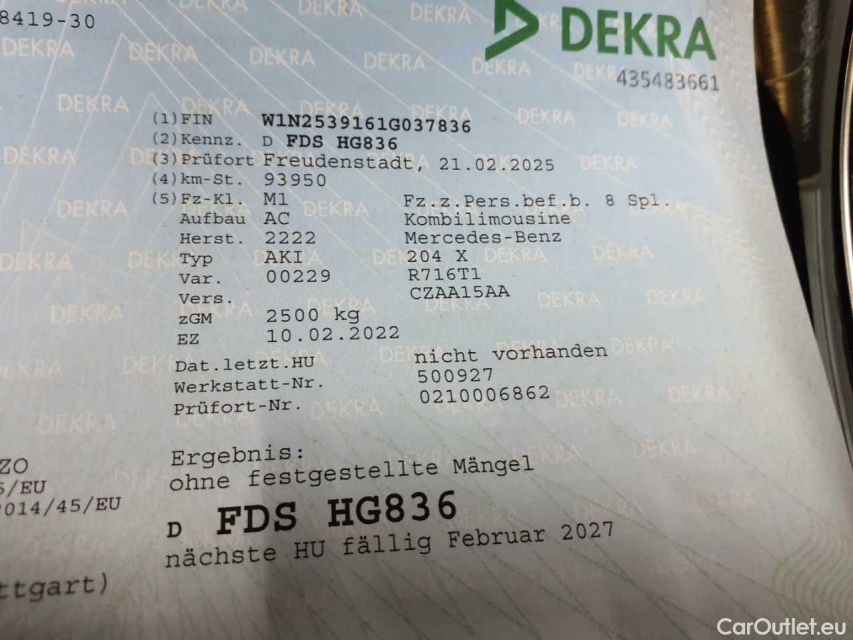 8419-30
DEKRA
435483661
(1) FIN W1N2539161G037836
(2) Kennz. D FDS HG836
(3) Prüfort Freudenstadt, 21.02.2025
(4) km-St. 93950
(5) Fz-Kl. M1 Fz.z.Pers.bef.b. 8 Spl.
Aufbau AC Kombilimousine
Herst. 2222 Mercedes-Benz
Typ AKI 204 X
Var. 00229 R716T1
Vers. CZAA15AA
zGM 2500 kg
EZ 10.02.2022
Dat.letzt.HU nicht vorhanden
Werkstatt-Nr. 500927
Prüfort-Nr. 0210006862
Ergebnis:
ohne festgestellte Mängel
D FDS HG836
nächste HU fällig Februar 2027
ZO
5/EU
2014/45/EU
ttgart)
CarOutlet.eu